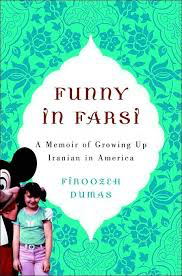 FUNNY
IN FARSI
A Memoir of Growing Up
Iranian in America
FIROOZEH
DUMAS